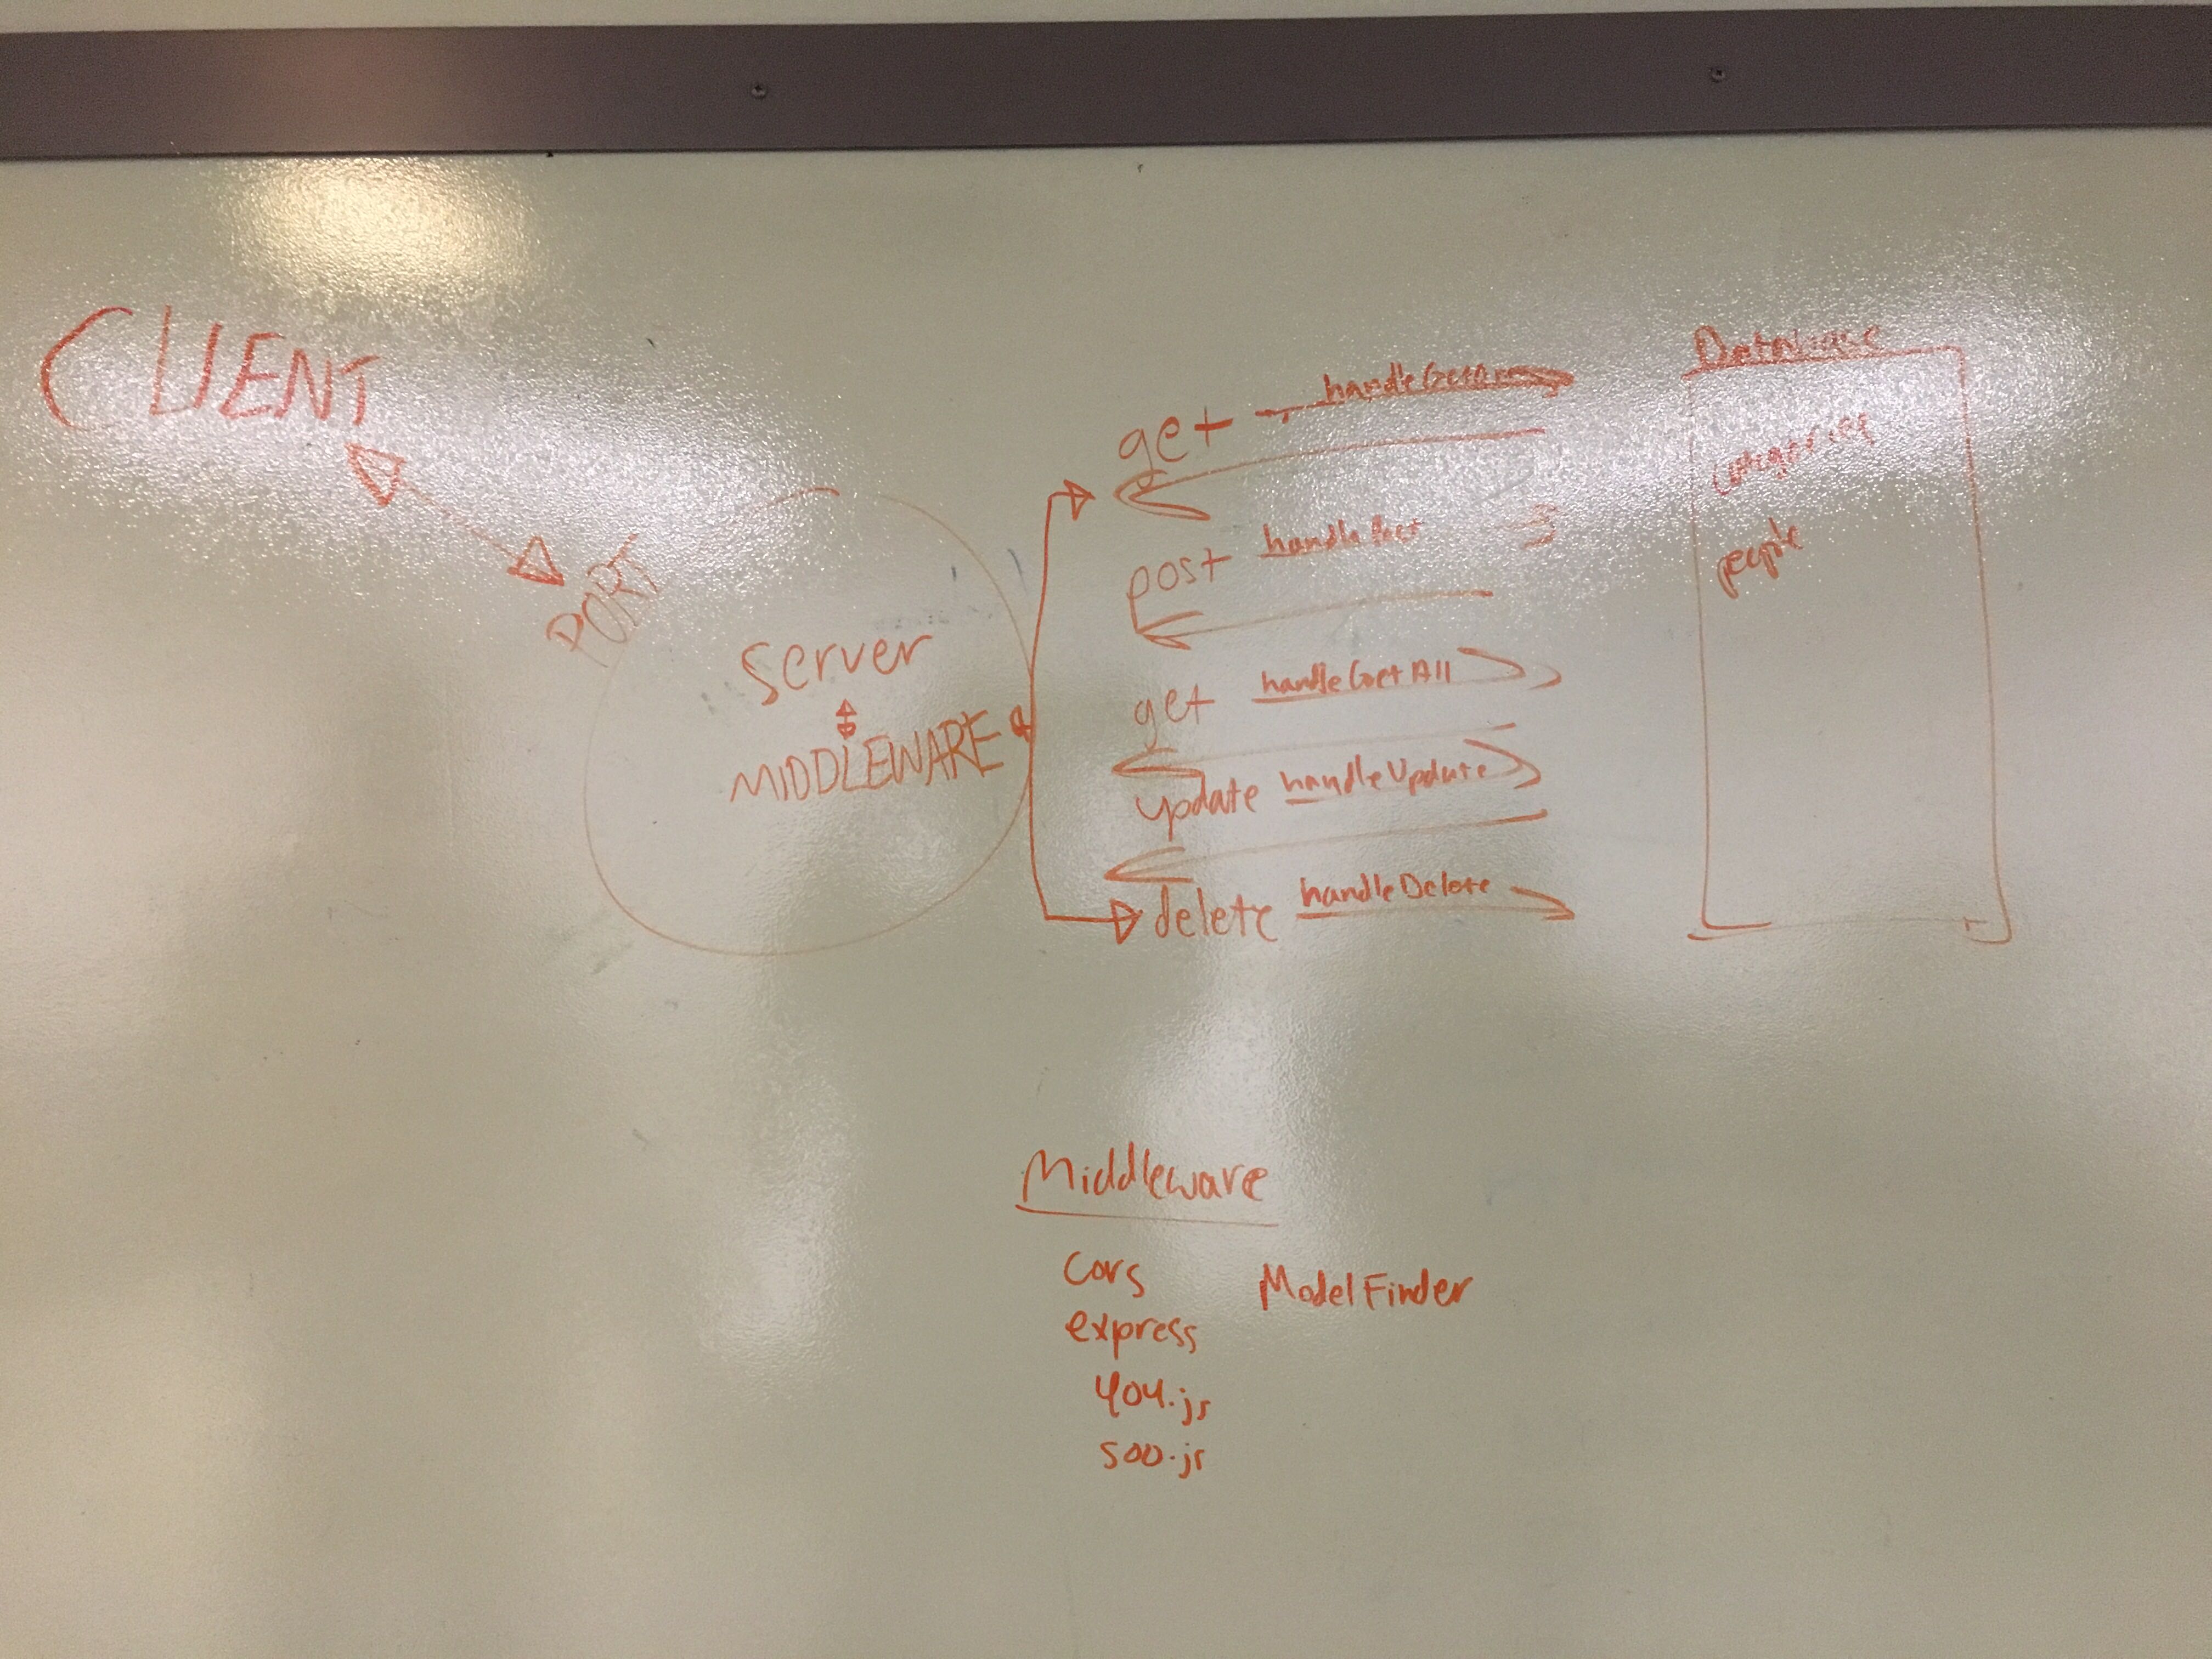 CLIENT
PORT
Server
MIDDLEWARE
Database
categories
people
get
post handlePost
get handleGetAll
update handleUpdate
delete handleDelete
Middleware
cors ModelFinder
express
404.js
500.js